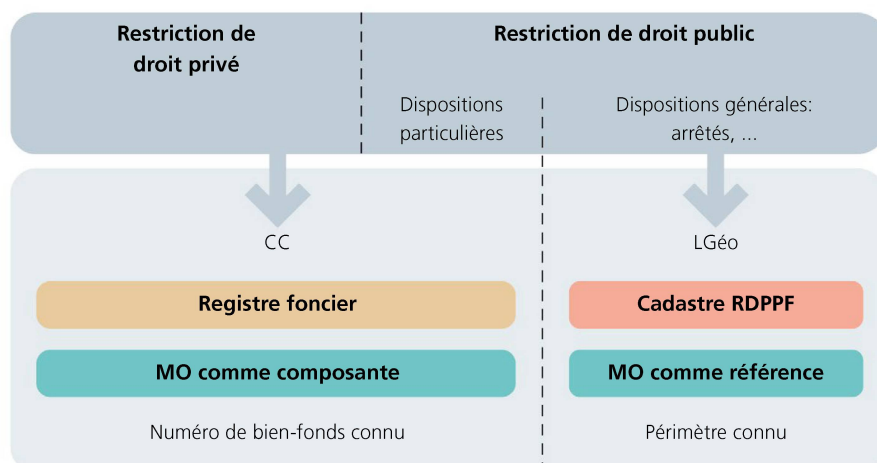 Restriction de
droit privé
Restriction de droit public
Dispositions
particulières
Dispositions générales:
arrêtés, ...
CC
LGéo
Registre foncier
Cadastre RDPPF
MO comme composante
MO comme référence
Numéro de bien-fonds connu
Périmètre connu